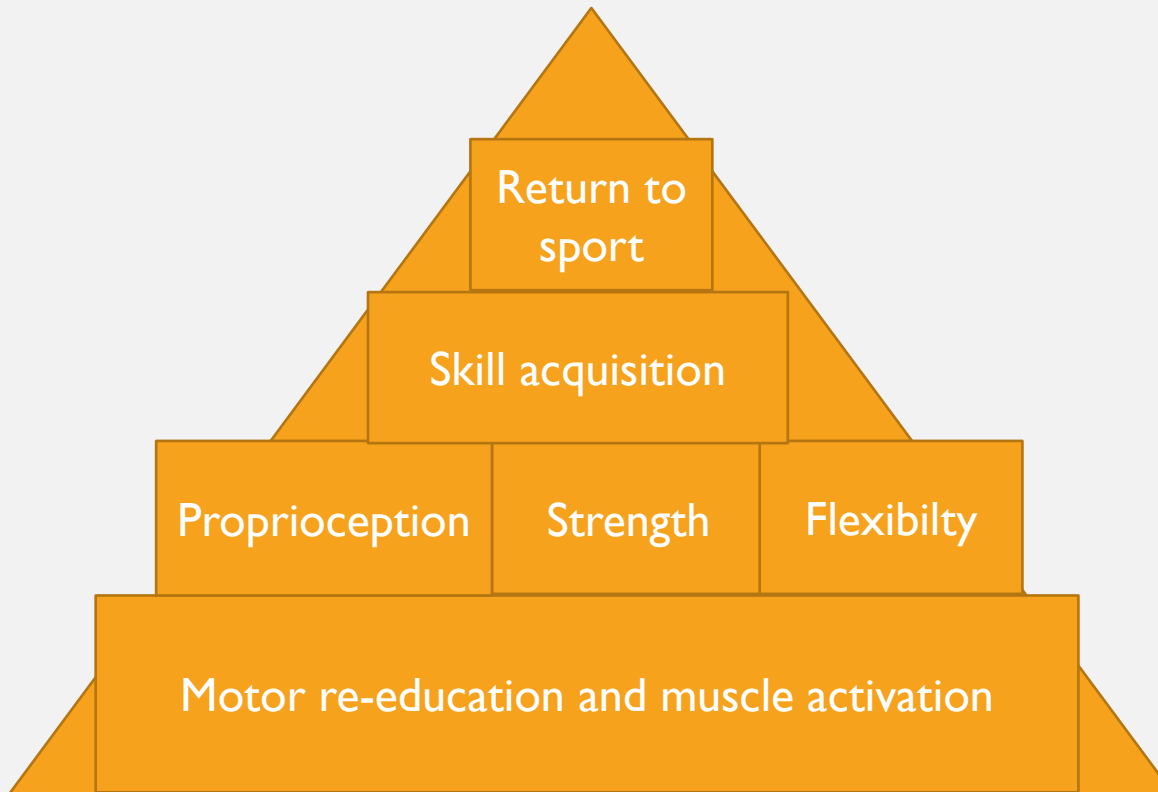 Return to
sport
Skill acquisition
Proprioception
Strength
Flexibilty
Motor re-education and muscle activation